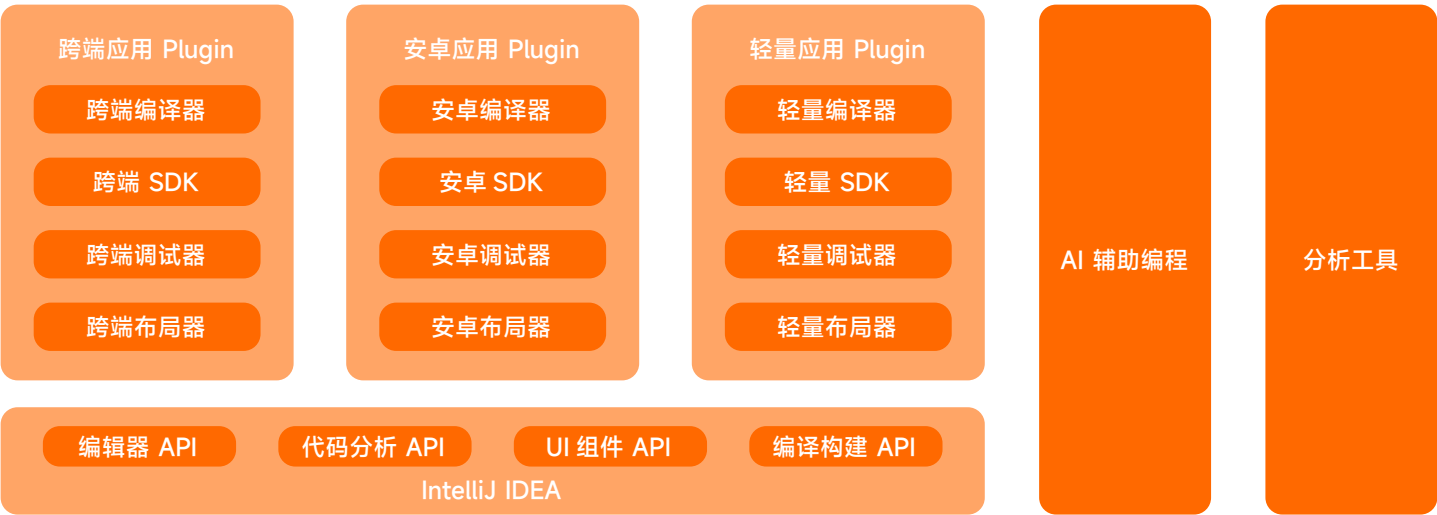 跨端应用 Plugin
跨端编译器
跨端 SDK
跨端调试器
跨端布局器
安卓应用 Plugin
安卓编译器
安卓 SDK
安卓调试器
安卓布局器
轻量应用 Plugin
轻量编译器
轻量 SDK
轻量调试器
轻量布局器
编辑器 API
代码分析 API
UI 组件 API
编译构建 API
IntelliJ IDEA
AI 辅助编程
分析工具